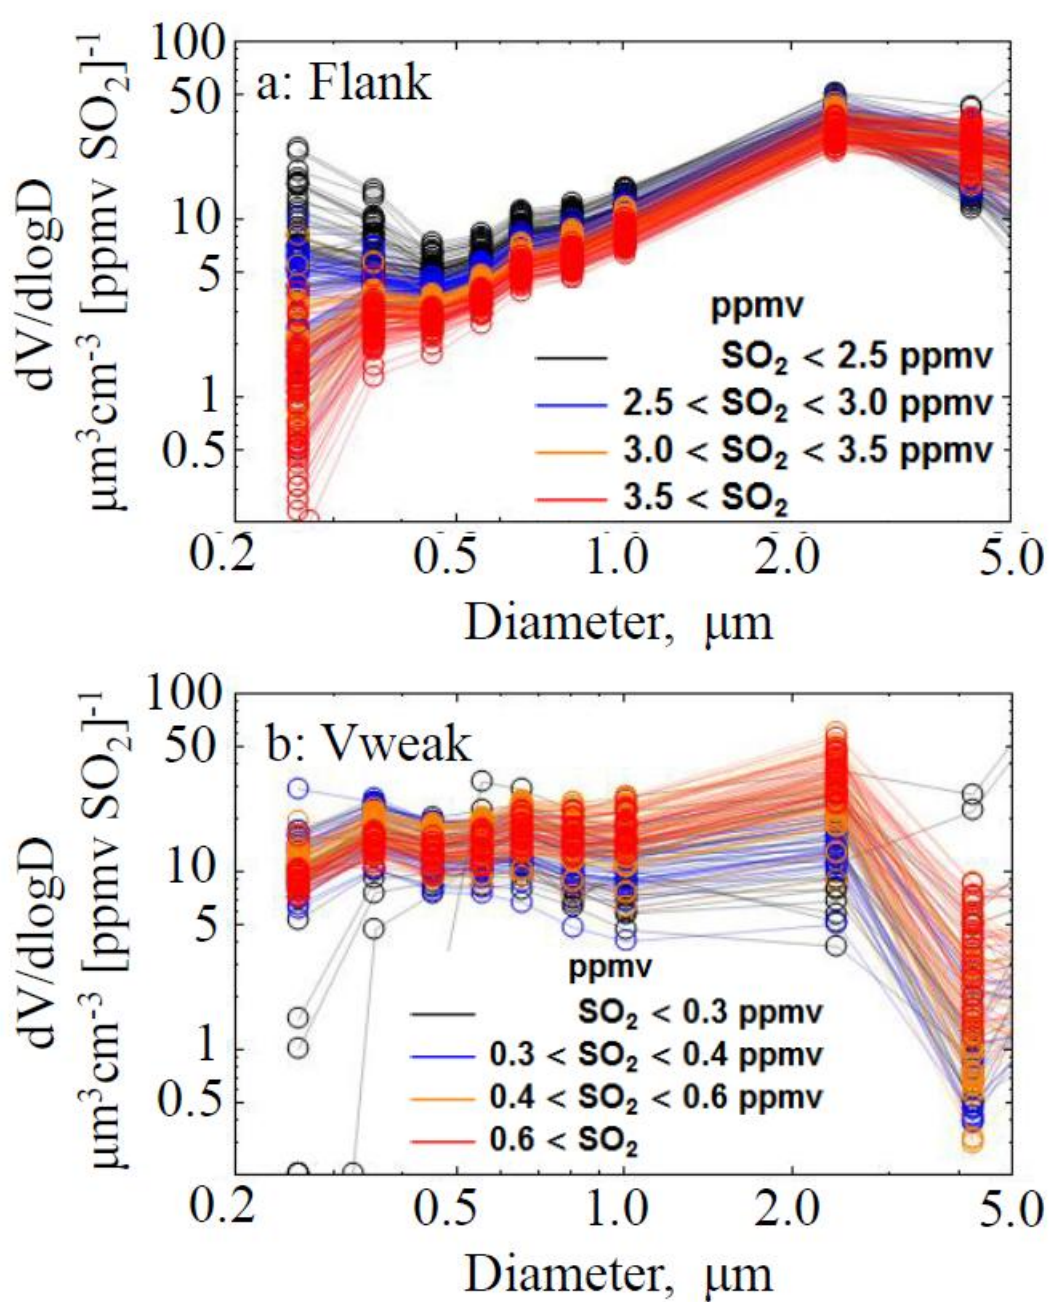 a: Flank
dV/dlogD
μm³cm⁻³ [ppmv SO₂]⁻¹
100
50
10
5
1
0.5
ppmv
SO₂ < 2.5 ppmv
2.5 < SO₂ < 3.0 ppmv
3.0 < SO₂ < 3.5 ppmv
3.5 < SO₂
0.2 0.5 1.0 2.0 5.0
Diameter, μm
b: Vweak
dV/dlogD
μm³cm⁻³ [ppmv SO₂]⁻¹
100
50
10
5
1
0.5
ppmv
SO₂ < 0.3 ppmv
0.3 < SO₂ < 0.4 ppmv
0.4 < SO₂ < 0.6 ppmv
0.6 < SO₂
0.2 0.5 1.0 2.0 5.0
Diameter, μm